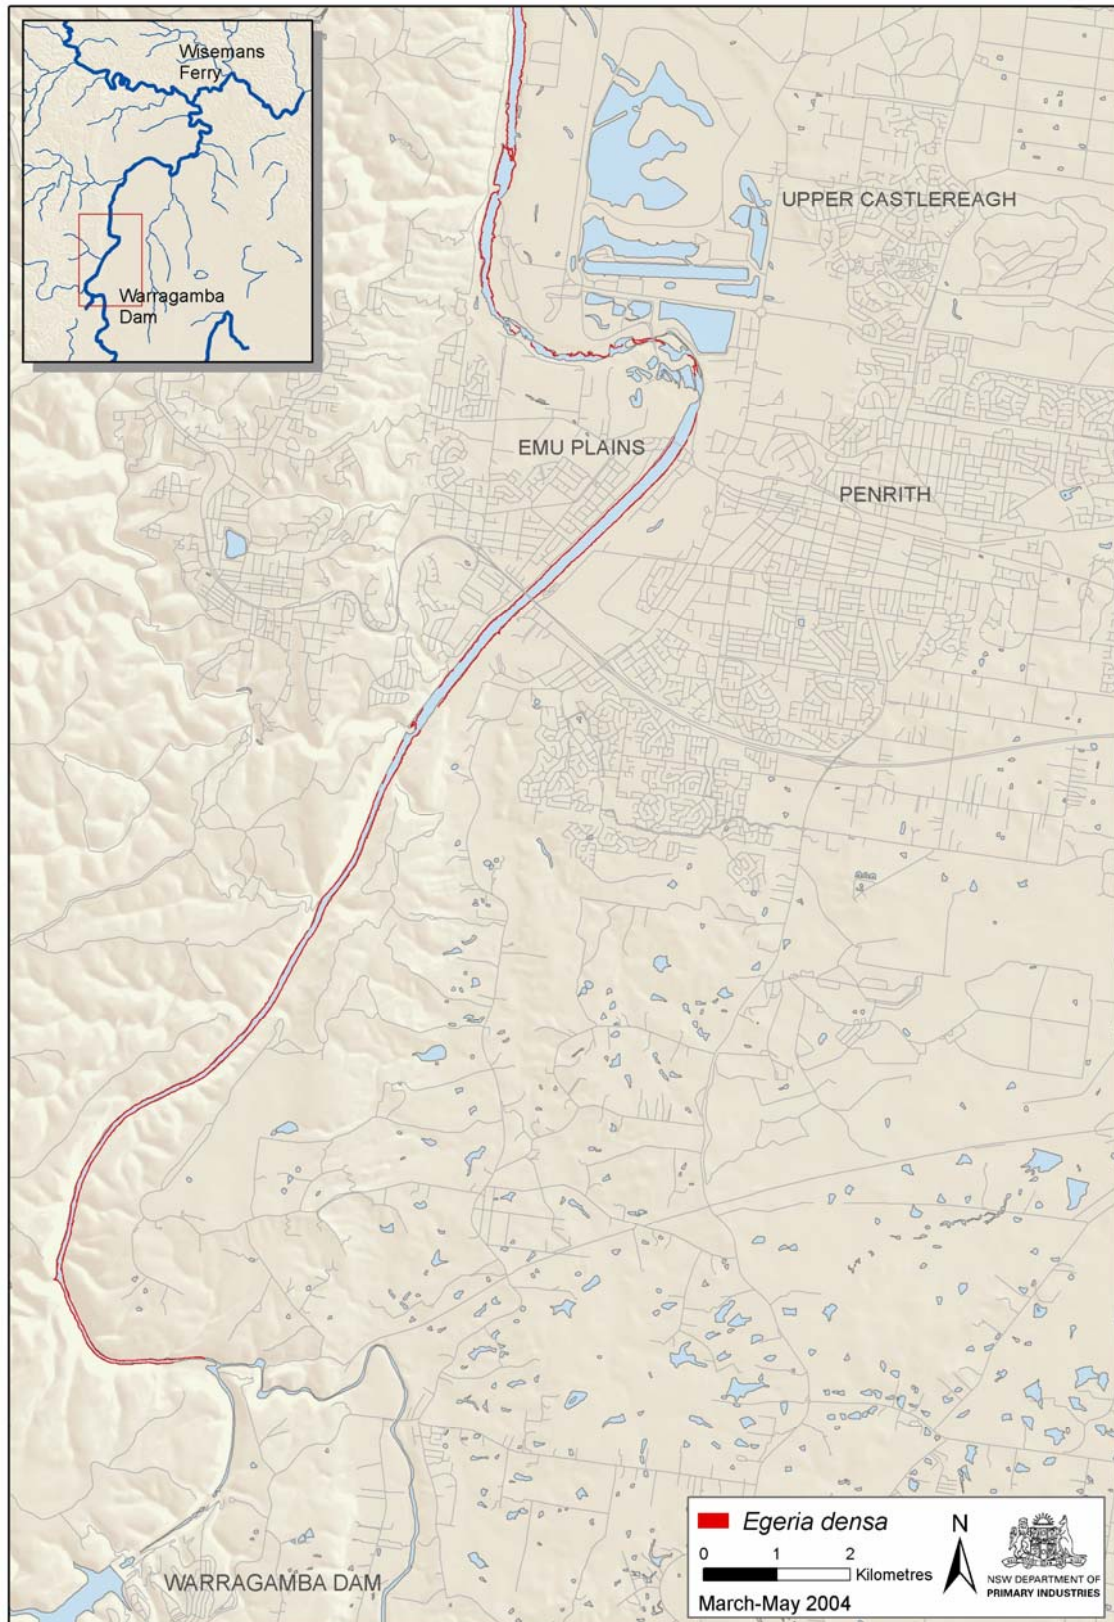 Wisemans
Ferry
Warragamba
Dam
UPPER CASTLEREAGH
EMU PLAINS
PENRITH
WARRAGAMBA DAM
Egeria densa
N
0 1 2
Kilometres
March-May 2004
NSW DEPARTMENT OF
PRIMARY INDUSTRIES